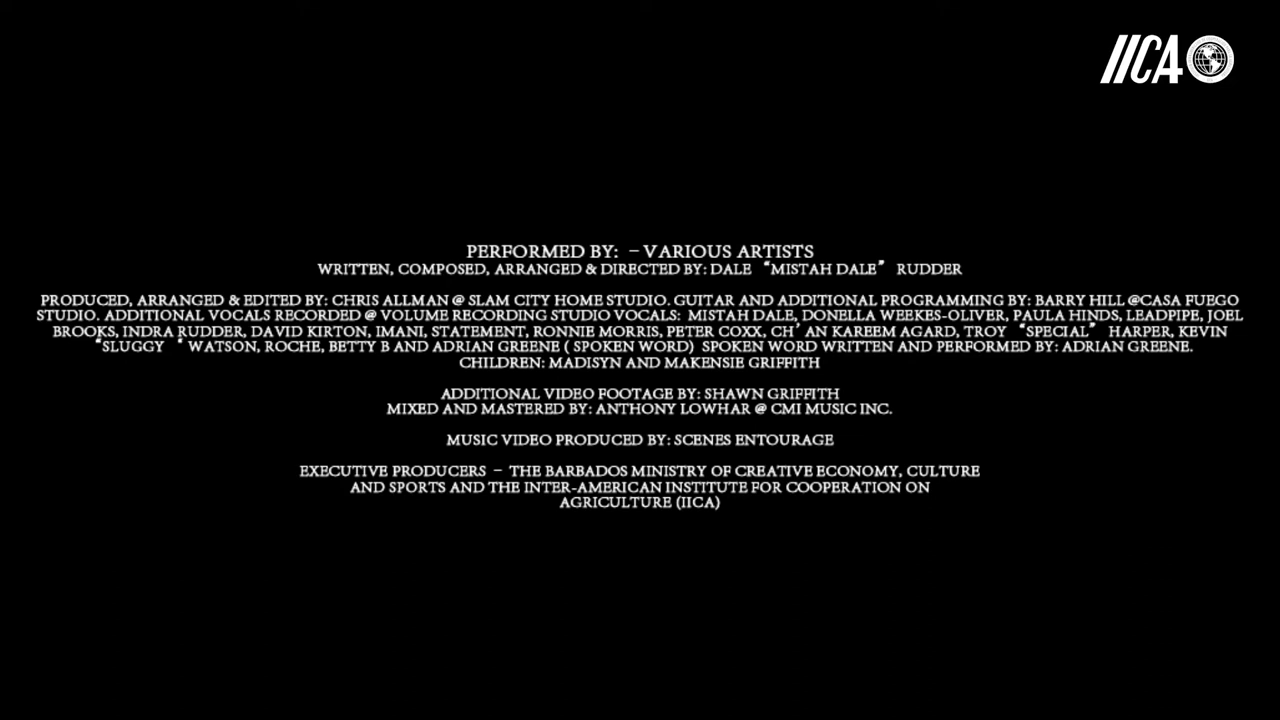 IICA
PERFORMED BY:  – VARIOUS ARTISTS
WRITTEN, COMPOSED, ARRANGED & DIRECTED BY: DALE “MISTAH DALE” RUDDER
PRODUCED, ARRANGED & EDITED BY: CHRIS ALLMAN @ SLAM CITY HOME STUDIO. GUITAR AND ADDITIONAL PROGRAMMING BY: BARRY HILL @CASA FUEGO
STUDIO. ADDITIONAL VOCALS RECORDED @ VOLUME RECORDING STUDIO VOCALS:  MISTAH DALE, DONELLA WEEKES-OLIVER, PAULA HINDS, LEADPIPE, JOEL
BROOKS, INDRA RUDDER, DAVID KIRTON, IMANI, STATEMENT, RONNIE MORRIS, PETER COXX, CH’AN KAREEM AGARD, TROY “SPECIAL” HARPER, KEVIN
“SLUGGY “ WATSON, ROCHE, BETTY B AND ADRIAN GREENE ( SPOKEN WORD)  SPOKEN WORD WRITTEN AND PERFORMED BY: ADRIAN GREENE.
CHILDREN: MADISYN AND MAKENSIE GRIFFITH
ADDITIONAL VIDEO FOOTAGE BY: SHAWN GRIFFITH
MIXED AND MASTERED BY: ANTHONY LOWHAR @ CMI MUSIC INC.
MUSIC VIDEO PRODUCED BY: SCENES ENTOURAGE
EXECUTIVE PRODUCERS – THE BARBADOS MINISTRY OF CREATIVE ECONOMY, CULTURE
AND SPORTS AND THE INTER-AMERICAN INSTITUTE FOR COOPERATION ON
AGRICULTURE (IICA)